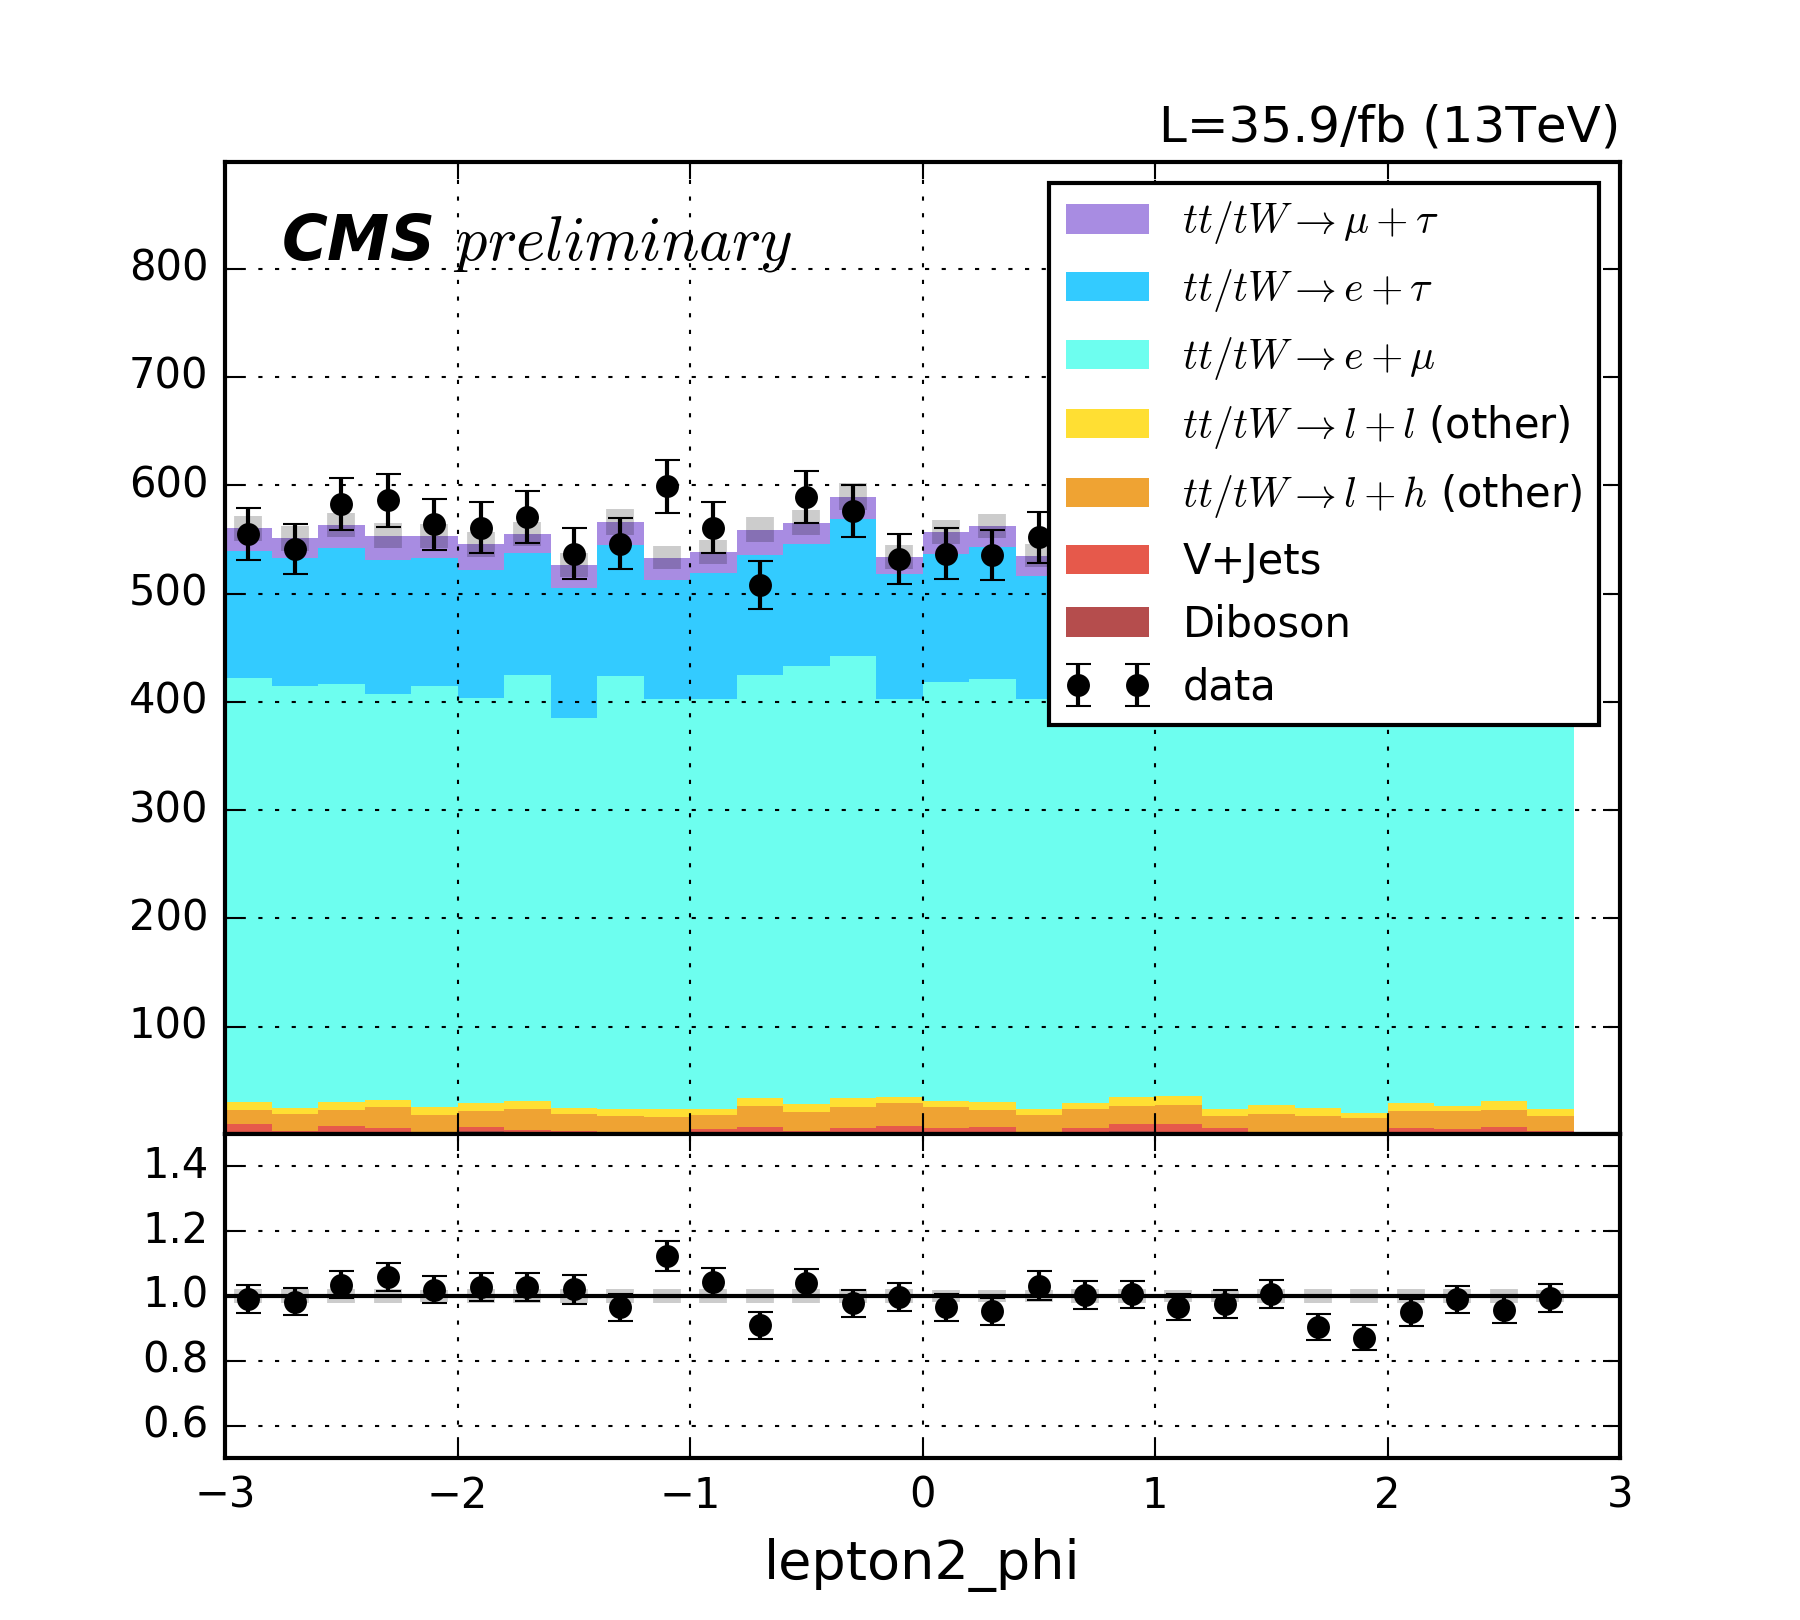 L=35.9/fb (13TeV)
CMS preliminary
tt/tW→μ+τ
tt/tW→e+τ
tt/tW→e+μ
tt/tW→l+l (other)
tt/tW→l+h (other)
V+Jets
Diboson
data
800
700
600
500
400
300
200
100
1.4
1.2
1.0
0.8
0.6
−3 −2 −1 0 1 2 3
lepton2_phi